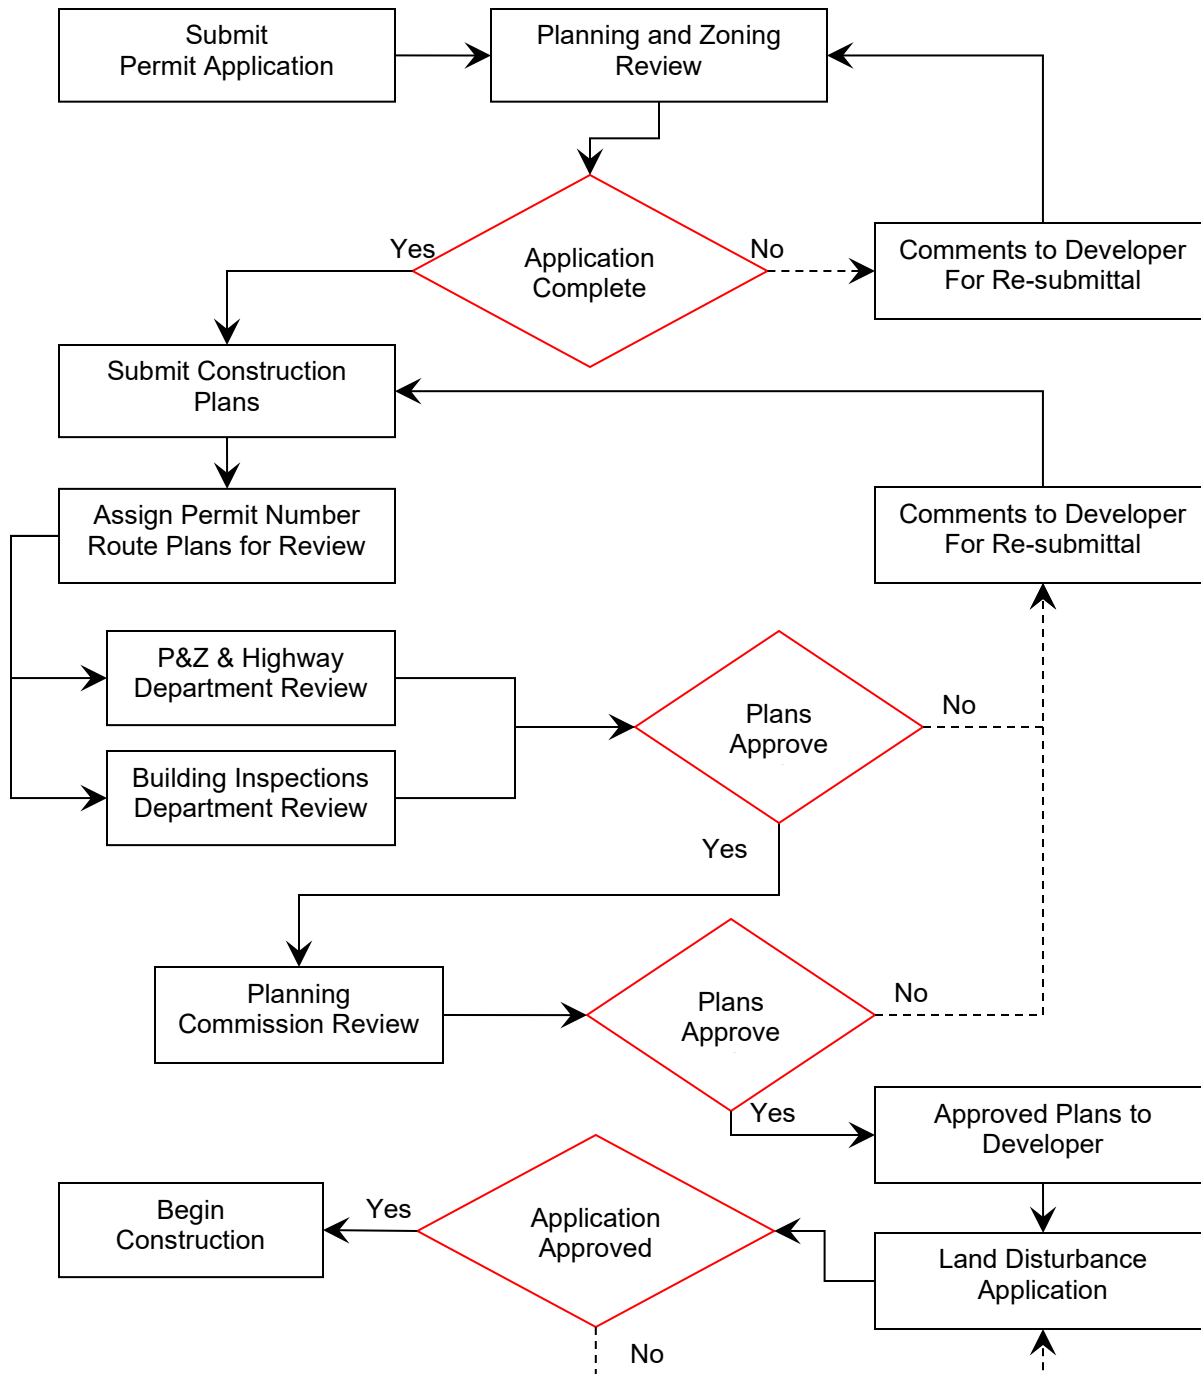 Submit
Permit Application
Planning and Zoning
Review
Yes
Application
Complete
No
Comments to Developer
For Re-submittal
Submit Construction
Plans
Assign Permit Number
Route Plans for Review
Comments to Developer
For Re-submittal
P&Z & Highway
Department Review
Building Inspections
Department Review
Plans
Approve
No
Yes
Planning
Commission Review
Plans
Approve
No
Yes
Approved Plans to
Developer
Begin
Construction
Yes
Application
Approved
Land Disturbance
Application
No